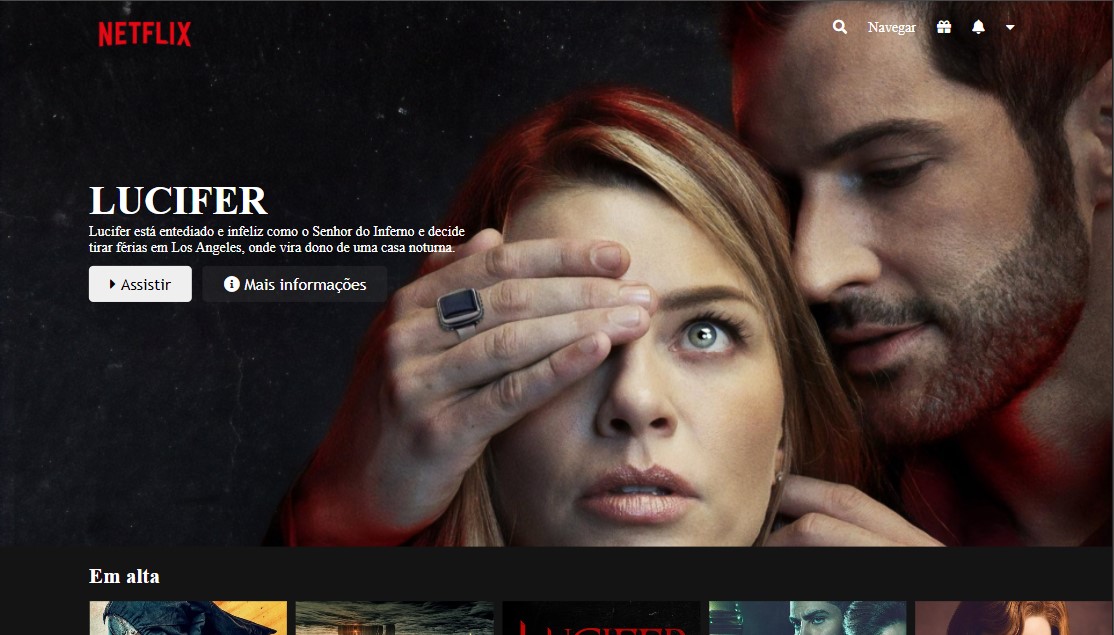 NETFLIX
Navegar
LUCIFER
Lucifer está entediado e infeliz como o Senhor do Inferno e decide
tirar férias em Los Angeles, onde vira dono de uma casa noturna.
Assistir
Mais informações
Em alta
LUCIFER